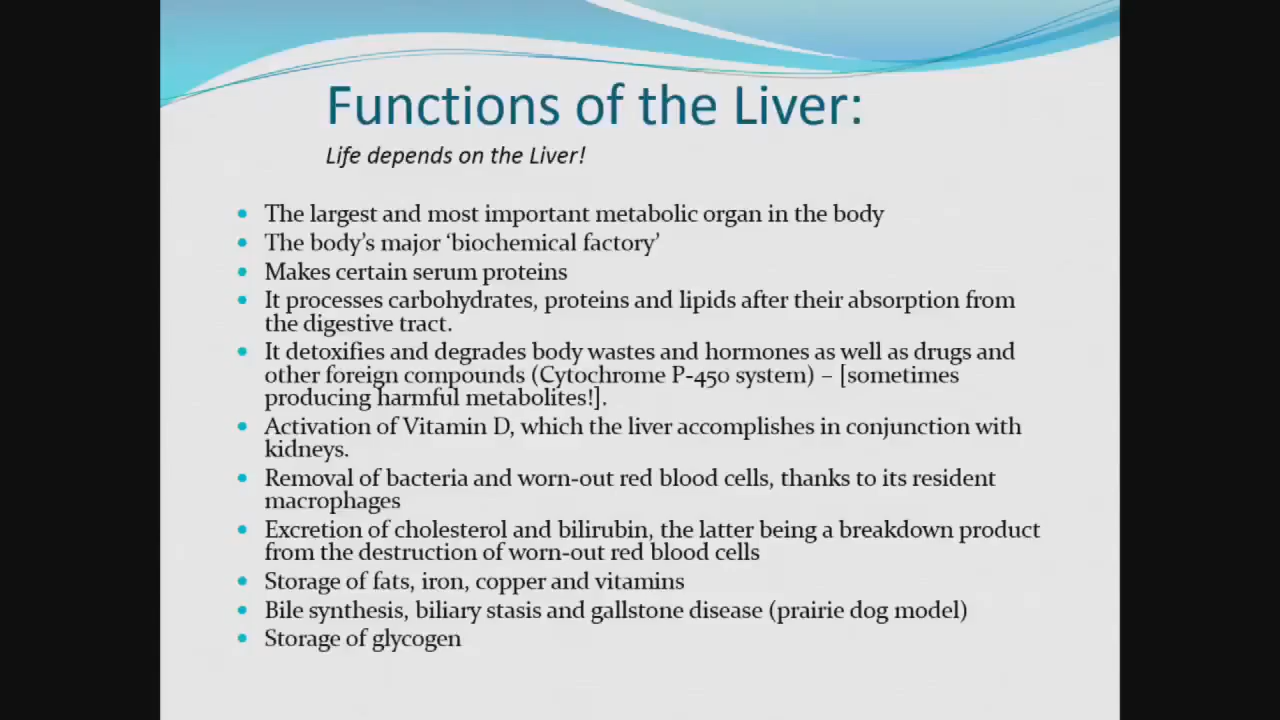 Functions of the Liver:
Life depends on the Liver!
• The largest and most important metabolic organ in the body
• The body’s major ‘biochemical factory’
• Makes certain serum proteins
• It processes carbohydrates, proteins and lipids after their absorption from
the digestive tract.
• It detoxifies and degrades body wastes and hormones as well as drugs and
other foreign compounds (Cytochrome P-450 system) – [sometimes
producing harmful metabolites!].
• Activation of Vitamin D, which the liver accomplishes in conjunction with
kidneys.
• Removal of bacteria and worn-out red blood cells, thanks to its resident
macrophages
• Excretion of cholesterol and bilirubin, the latter being a breakdown product
from the destruction of worn-out red blood cells
• Storage of fats, iron, copper and vitamins
• Bile synthesis, biliary stasis and gallstone disease (prairie dog model)
• Storage of glycogen